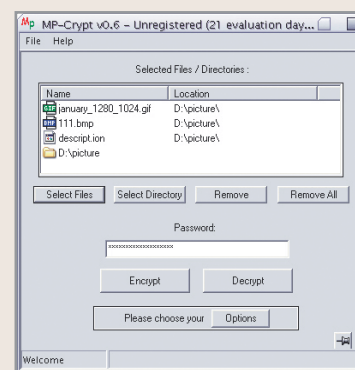 MP-Crypt v0.6 - Unregistered (21 evaluation day...
File Help
Selected Files / Directories :
Name Location
january_1280_1024.gif D:\picture\
111.bmp D:\picture\
descript.ion D:\picture\
D:\picture
Select Files Select Directory Remove Remove All
Password:
××××××××××××××××××
Encrypt Decrypt
Please choose your Options
Welcome